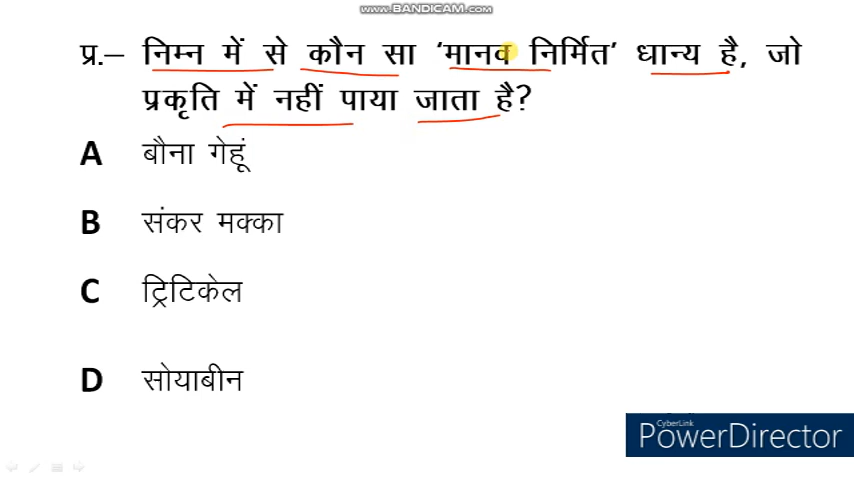 www.BANDICAM.com
प्र.– निम्न में से कौन सा ‘मानव निर्मित’ धान्य है, जो
प्रकृति में नहीं पाया जाता है?
A बौना गेहूं
B संकर मक्का
C ट्रिटिकेल
D सोयाबीन
CyberLink
PowerDirector